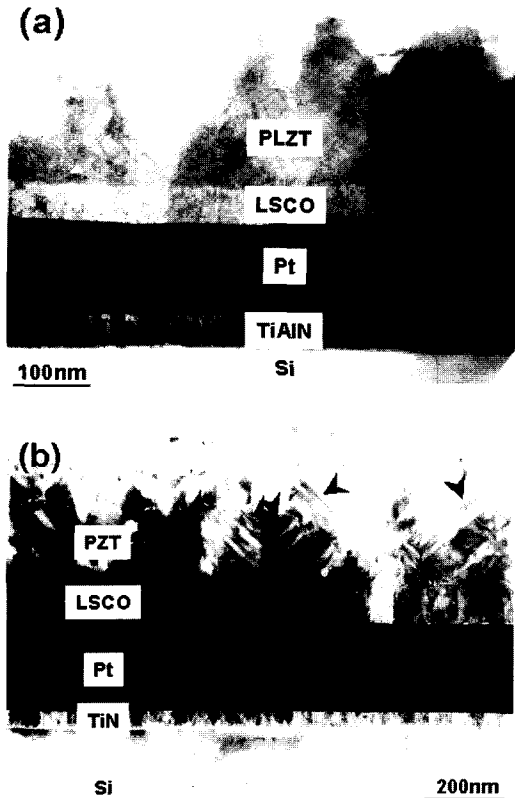 (a)
PLZT
LSCO
Pt
TiAlN
Si
100nm
(b)
PZT
LSCO
Pt
TiN
Si
200nm